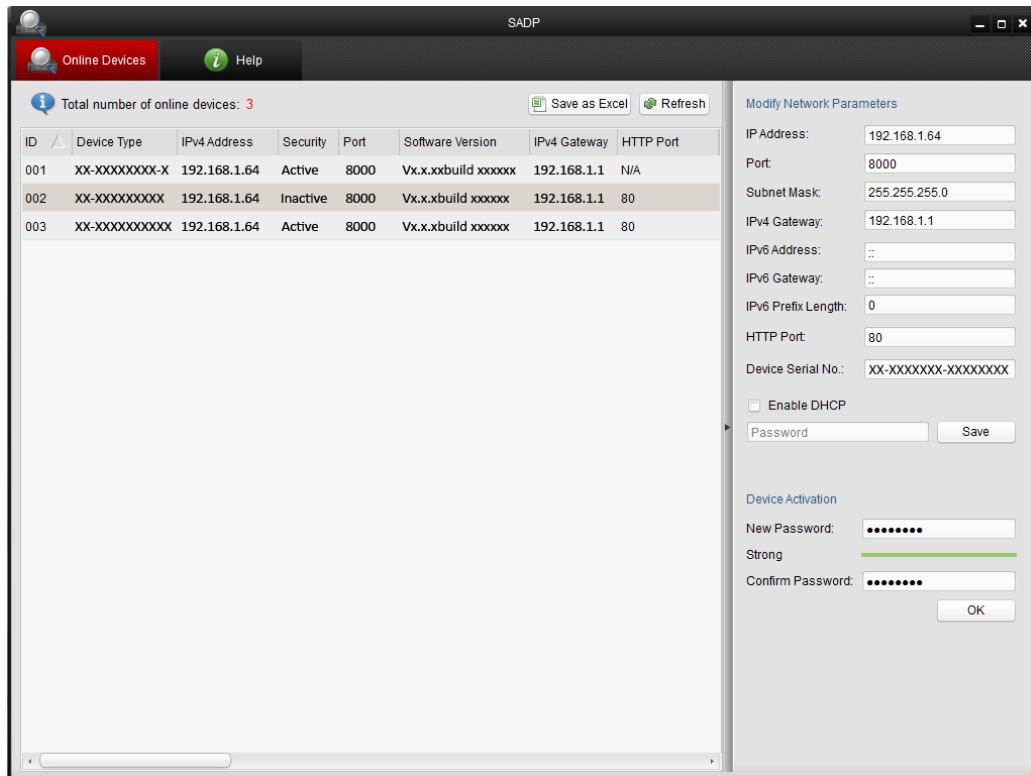 SADP
Online Devices
Help
Total number of online devices: 3
Save as Excel
Refresh
ID Device Type IPv4 Address Security Port Software Version IPv4 Gateway HTTP Port
001 XX-XXXXXXXX-X 192.168.1.64 Active 8000 Vx.x.xxbuild xxxxxx 192.168.1.1 N/A
002 XX-XXXXXXXXX 192.168.1.64 Inactive 8000 Vx.x.xbuild xxxxxx 192.168.1.1 80
003 XX-XXXXXXXXXX 192.168.1.64 Active 8000 Vx.x.xbuild xxxxxx 192.168.1.1 80
Modify Network Parameters
IP Address: 192.168.1.64
Port: 8000
Subnet Mask: 255.255.255.0
IPv4 Gateway: 192.168.1.1
IPv6 Address: ::
IPv6 Gateway: ::
IPv6 Prefix Length: 0
HTTP Port: 80
Device Serial No.: XX-XXXXXXX-XXXXXXXX
Enable DHCP
Password Save
Device Activation
New Password: ●●●●●●●●
Strong
Confirm Password: ●●●●●●●●
OK